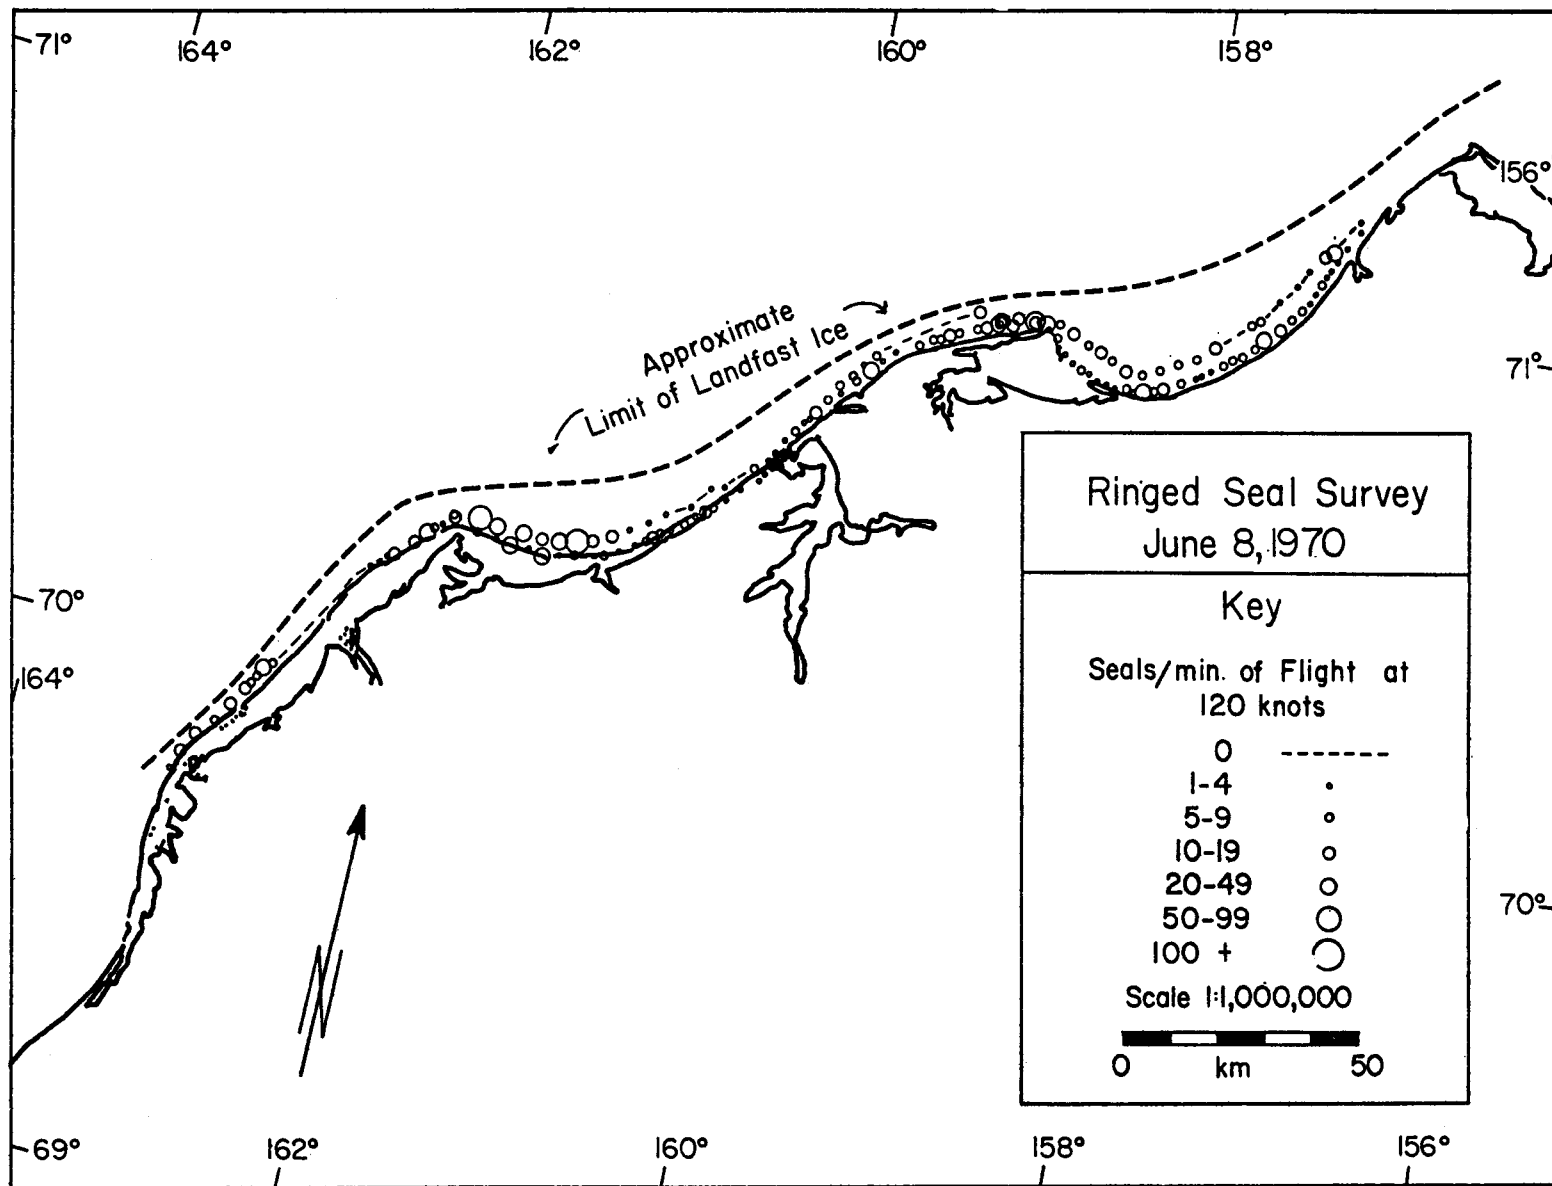 164° 162° 160° 158°
71°
156°
Approximate
Limit of Landfast Ice
71°
Ringed Seal Survey
June 8, 1970
70°
Key
164°
Seals/min. of Flight at
120 knots
0
1-4
5-9
10-19
20-49
50-99
100 +
70°
Scale 1:1,000,000
0 km 50
69° 162° 160° 158° 156°